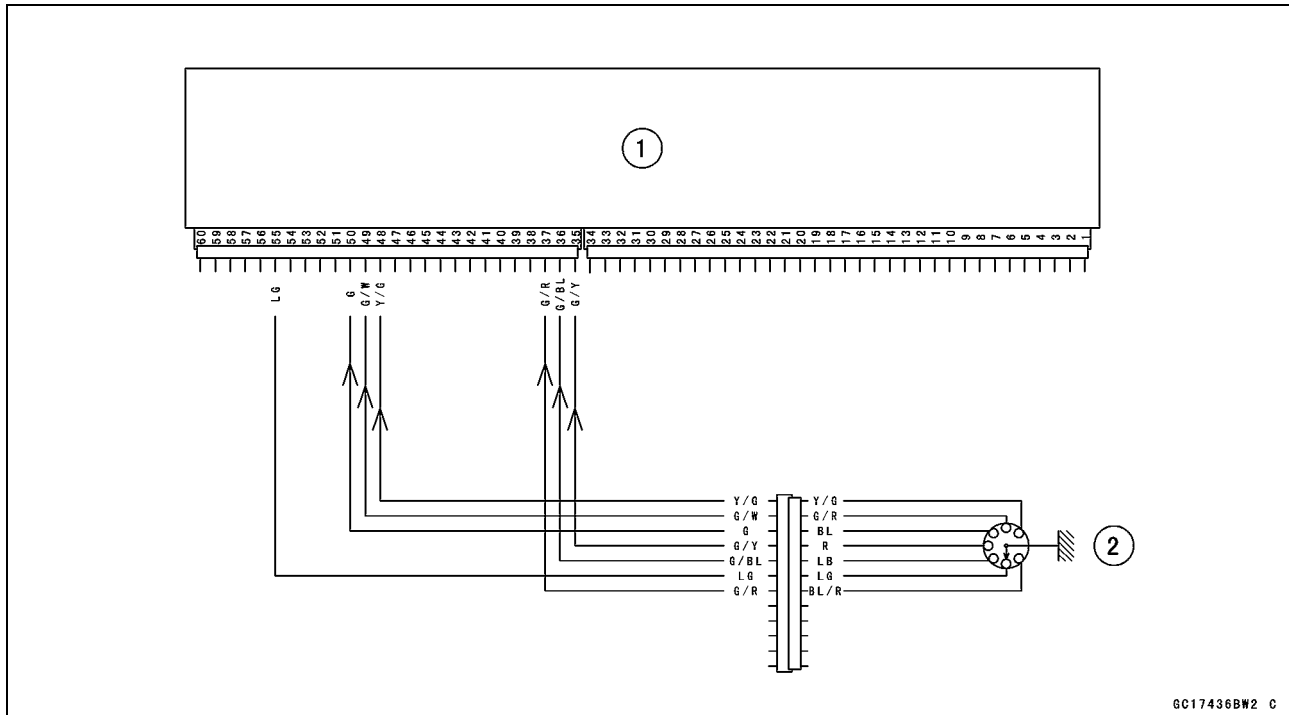 1
60 59 58 57 56 55 54 53 52 51 50 49 48 47 46 45 44 43 42 41 40 39 38 37 36 35 34 33 32 31 30 29 28 27 26 25 24 23 22 21 20 19 18 17 16 15 14 13 12 11 10 9 8 7 6 5 4 3 2 1
LG G G/W Y/G G/R G/BL G/Y
Y/G Y/G
G/W G/R
G BL
G/Y R
G/BL LB
LG LG
G/R BL/R
2
GC17436BW2 C